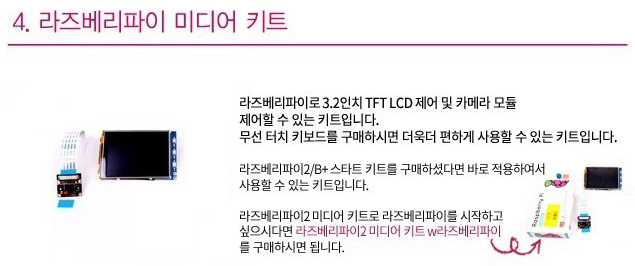 4. 라즈베리파이 미디어 키트
라즈베리파이로 3.2인치 TFT LCD 제어 및 카메라 모듈
제어할 수 있는 키트입니다.
무선 터치 키보드를 구매하시면 더욱더 편하게 사용할 수 있는 키트입니다.
라즈베리파이2/B+ 스타트 키트를 구매하셨다면 바로 적용하여서
사용할 수 있는 키트입니다.
라즈베리파이2 미디어 키트로 라즈베리파이를 시작하고
싶으시다면 라즈베리파이2 미디어 키트 w라즈베리파이
를 구매하시면 됩니다.
Raspberry Pi